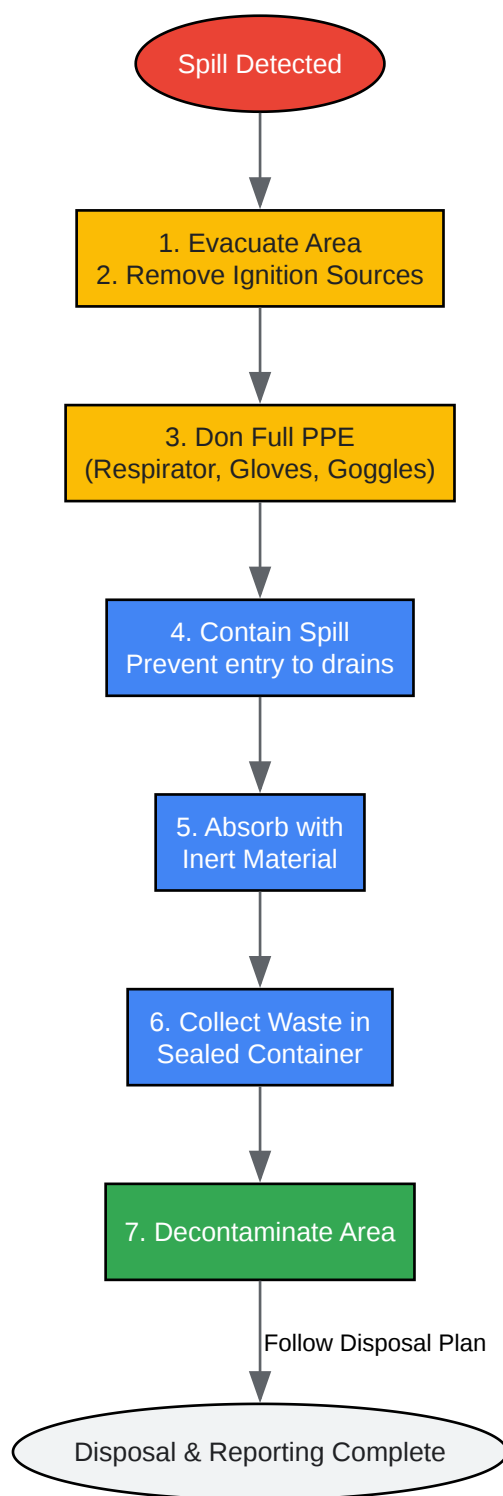 Spill Detected
1. Evacuate Area
2. Remove Ignition Sources
3. Don Full PPE
(Respirator, Gloves, Goggles)
4. Contain Spill
Prevent entry to drains
5. Absorb with
Inert Material
6. Collect Waste in
Sealed Container
7. Decontaminate Area
Follow Disposal Plan
Disposal & Reporting Complete